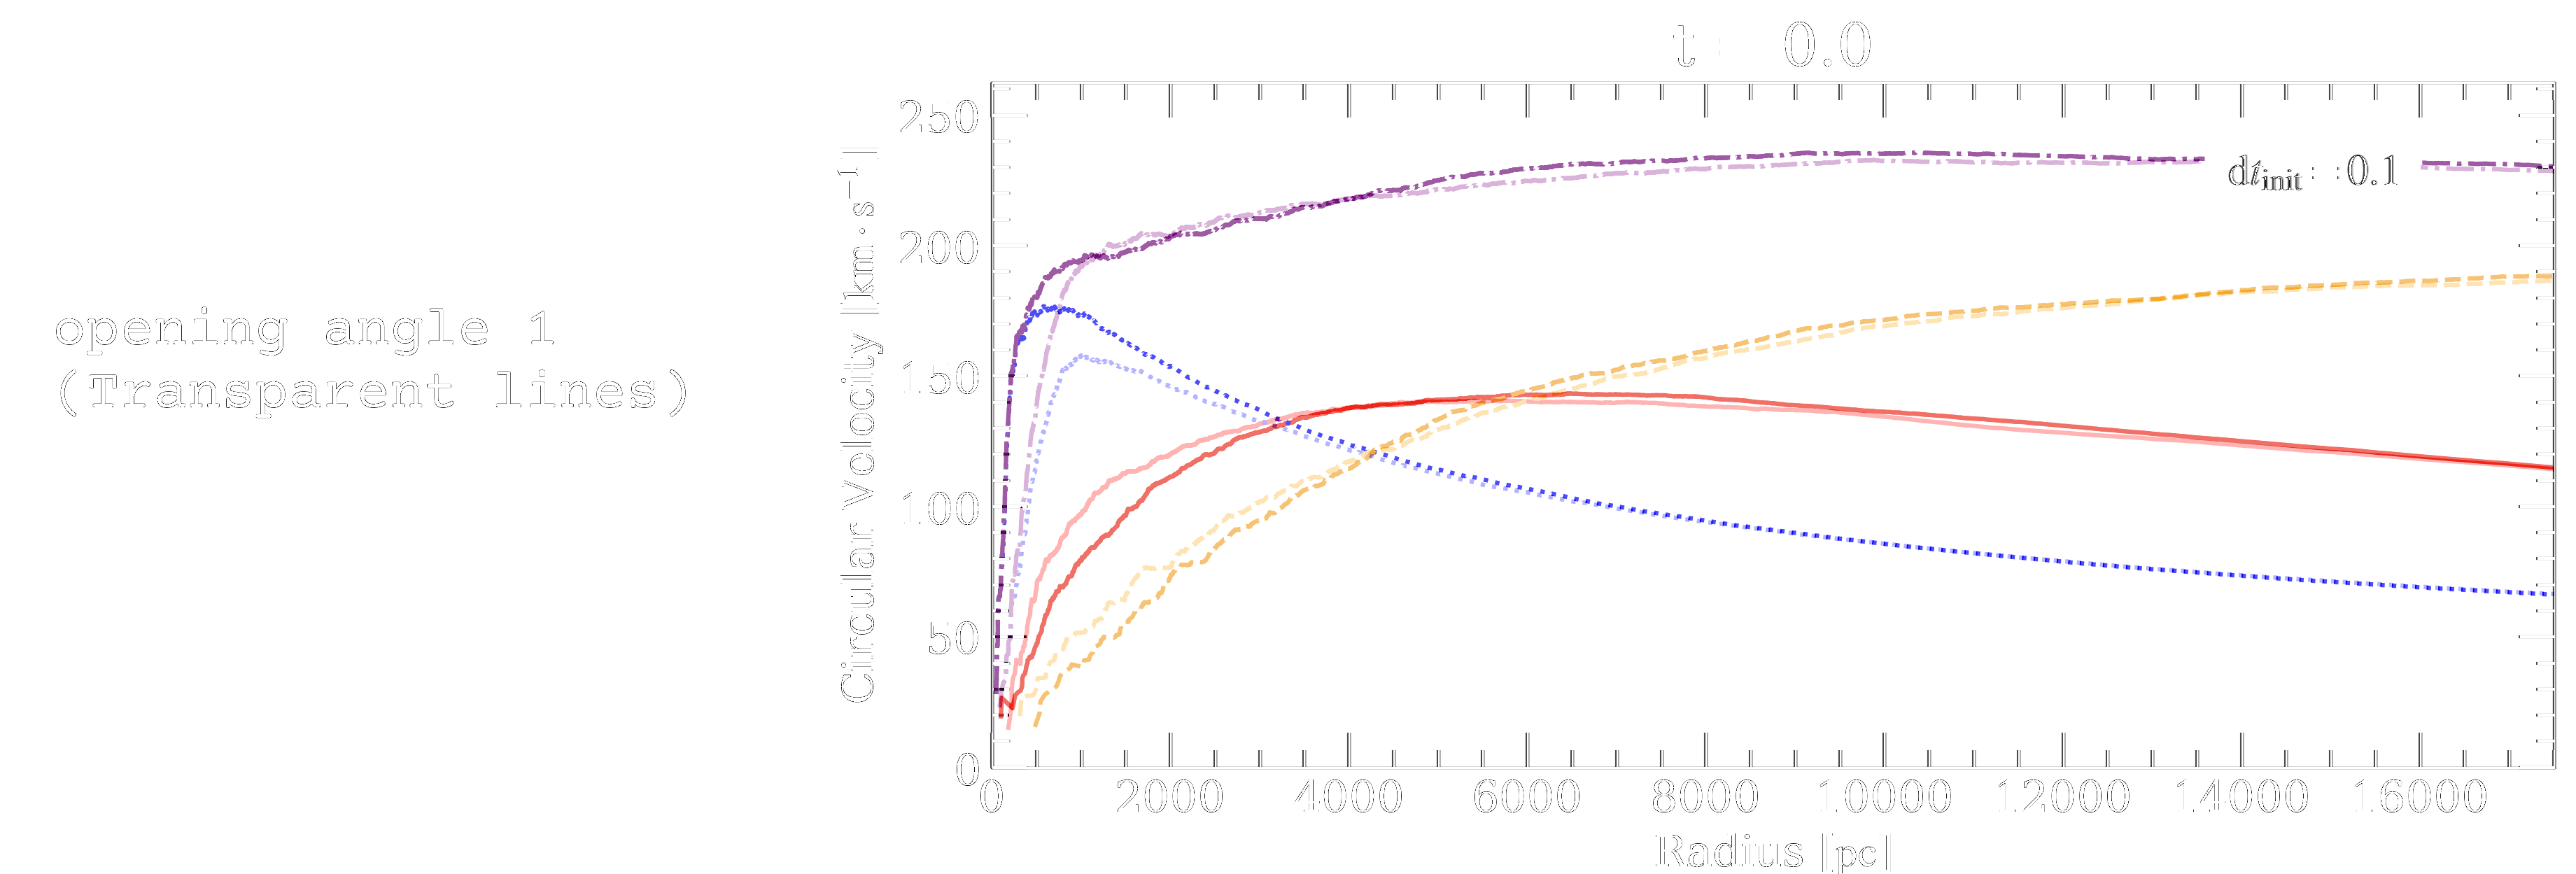 t 0.0
opening angle 1
(Transparent lines)
dt_init : :0.1
Circular Velocity [km·s⁻¹]
250
200
150
100
50
0
0 2000 4000 6000 8000 10000 12000 14000 16000
Radius [pc]